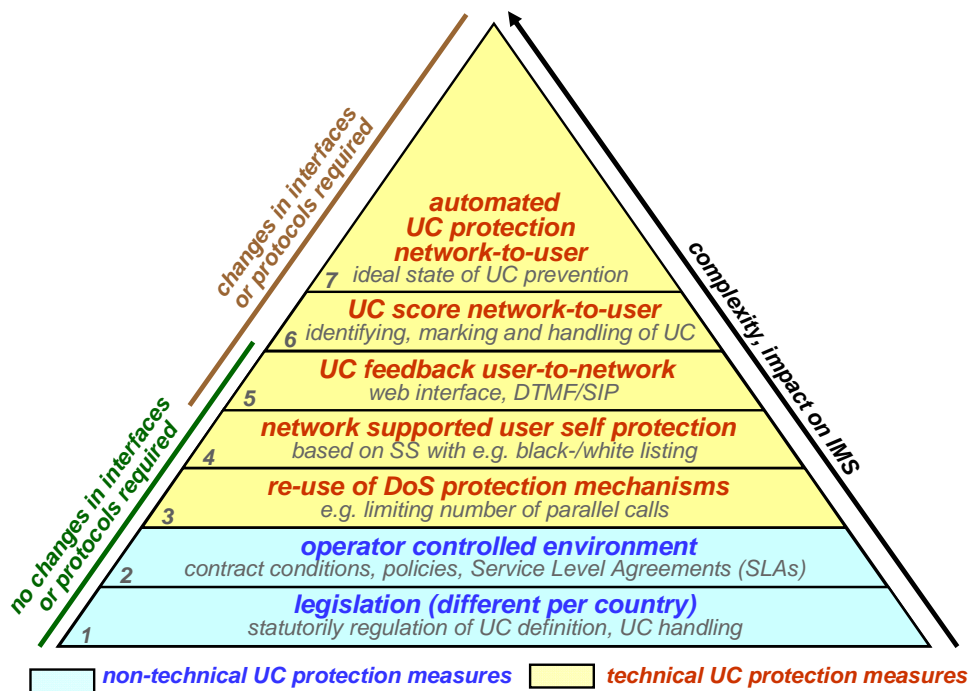 automated
UC protection
network-to-user
7 ideal state of UC prevention
UC score network-to-user
6 identifying, marking and handling of UC
UC feedback user-to-network
5 web interface, DTMF/SIP
network supported user self protection
4 based on SS with e.g. black-/white listing
re-use of DoS protection mechanisms
3 e.g. limiting number of parallel calls
operator controlled environment
2 contract conditions, policies, Service Level Agreements (SLAs)
legislation (different per country)
1 statutorily regulation of UC definition, UC handling
changes in interfaces
or protocols required
no changes in interfaces
or protocols required
complexity, impact on IMS
non-technical UC protection measures
technical UC protection measures